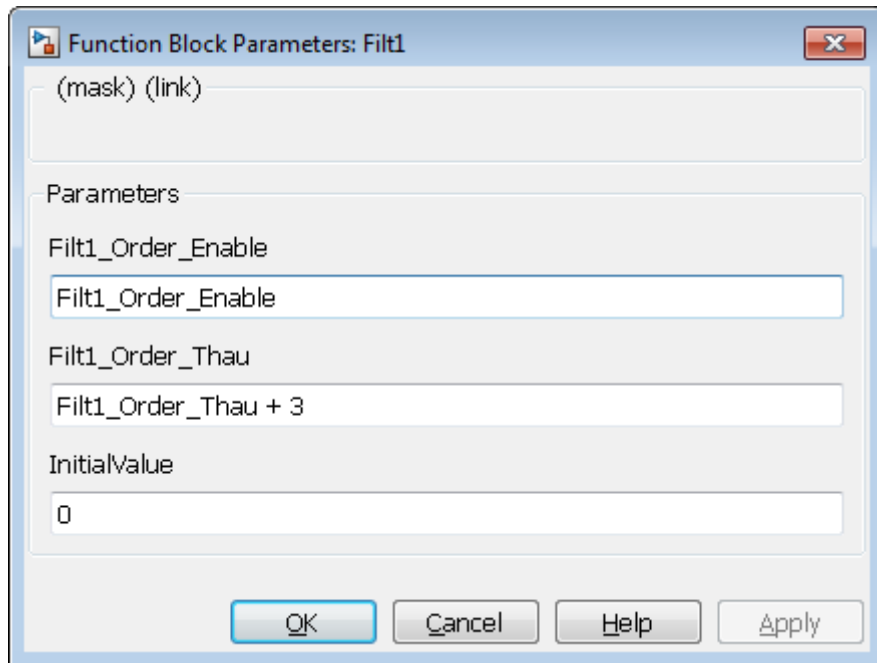 Function Block Parameters: Filt1
(mask) (link)
Parameters
Filt1_Order_Enable
Filt1_Order_Enable
Filt1_Order_Thau
Filt1_Order_Thau + 3
InitialValue
0
OK Cancel Help Apply